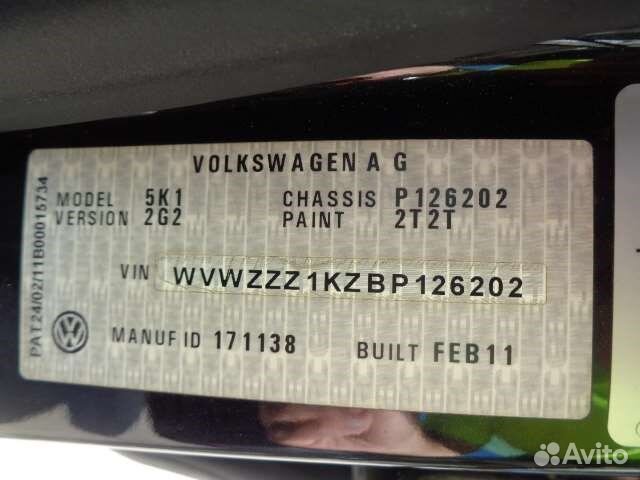 VOLKSWAGEN AG
MODEL 5K1 CHASSIS P126202
VERSION 2G2 PAINT 2T2T
VIN WVWZZZ1KZBP126202
MANUF ID 171138 BUILT FEB11
PAT24/02/11B00015734
Avito